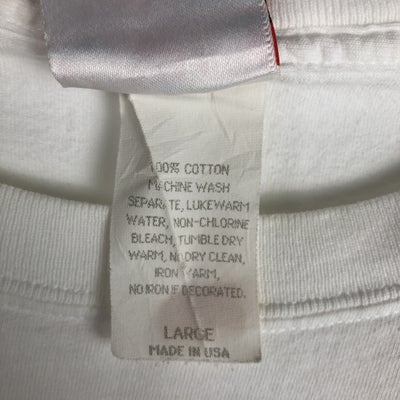 100% COTTON
MACHINE WASH
SEPARATE, LUKEWARM
WATER, NON-CHLORINE
BLEACH, TUMBLE DRY
WARM, NO DRY CLEAN,
IRON WARM,
NO IRON IF DECORATED.
LARGE
MADE IN USA